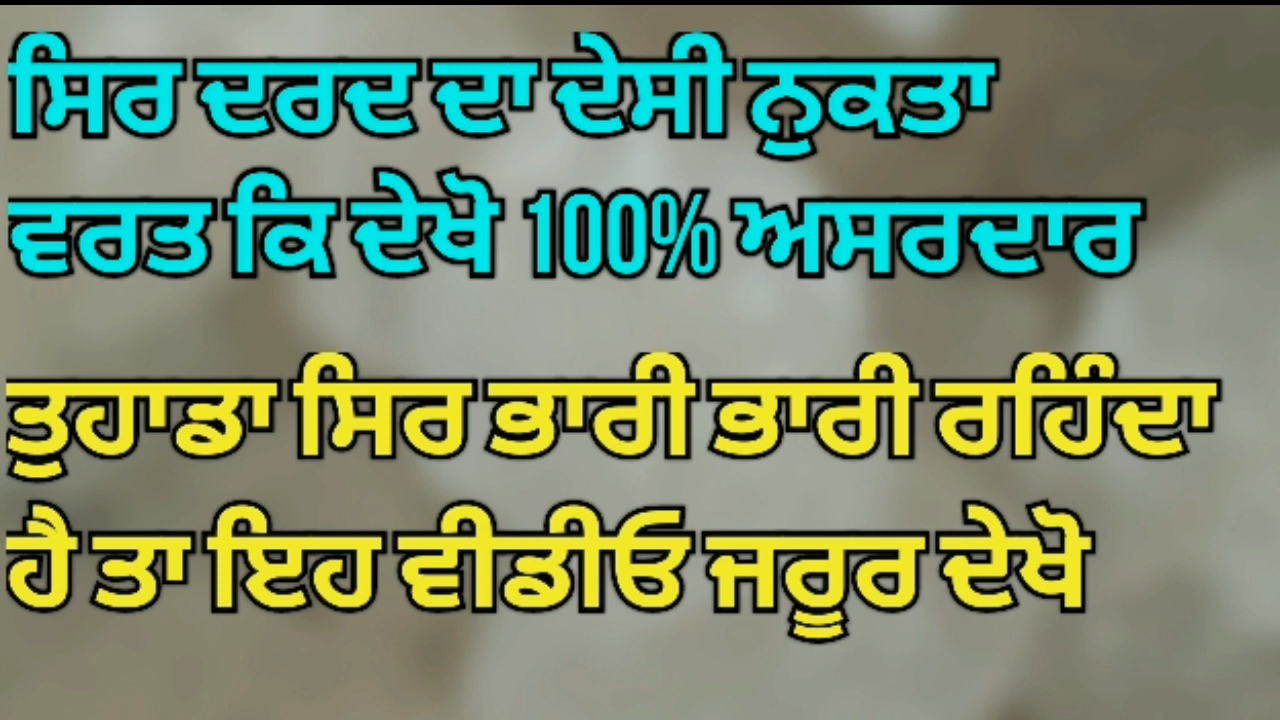 ਸਿਰ ਦਰਦ ਦਾ ਦੇਸੀ ਨੁਕਤਾ
ਵਰਤ ਕਿ ਦੇਖੋ 100% ਅਸਰਦਾਰ
ਤੁਹਾਡਾ ਸਿਰ ਭਾਰੀ ਭਾਰੀ ਰਹਿੰਦਾ
ਹੈ ਤਾ ਇਹ ਵੀਡੀਓ ਜਰੂਰ ਦੇਖੋ